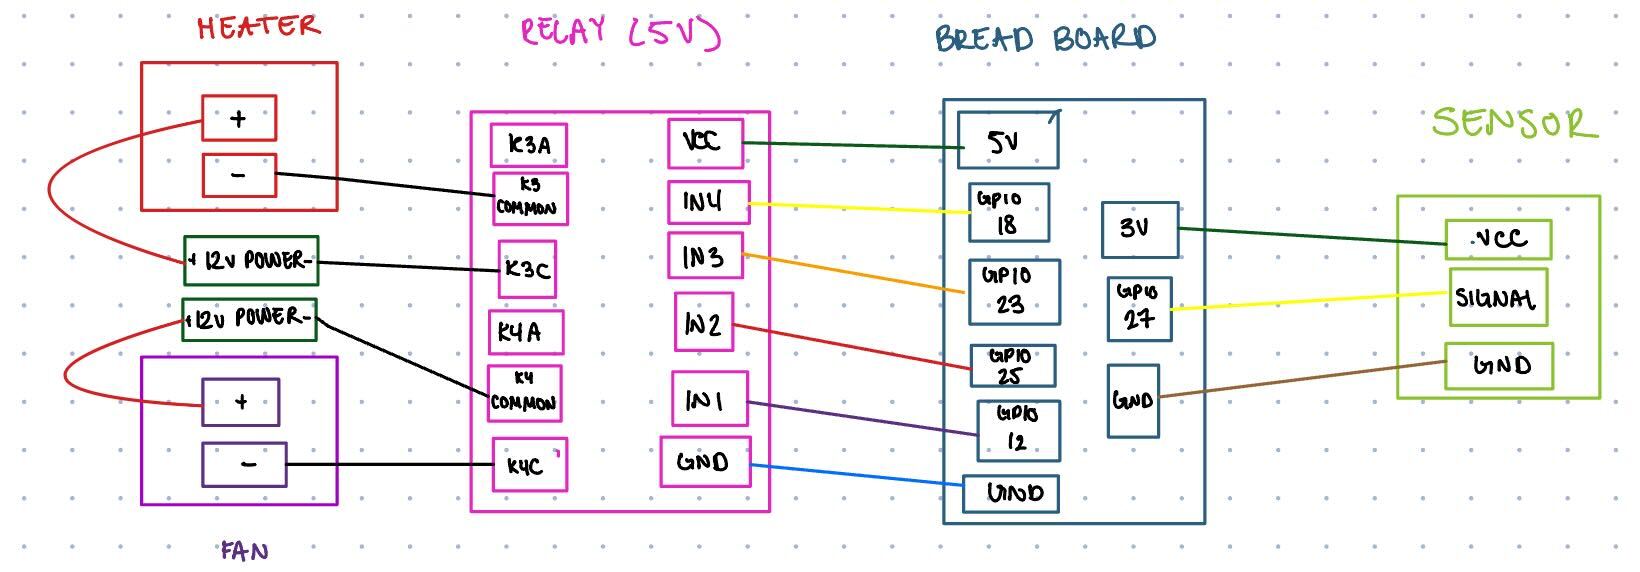 HEATER
RELAY (5V)
BREAD BOARD
SENSOR
+
-
+ 12V POWER -
+ 12V POWER -
+
-
FAN
K3A
K3
COMMON
K3C
K4A
K4
COMMON
K4C
VCC
IN4
IN3
IN2
IN1
GND
5V
GPIO
18
GPIO
23
GPIO
25
GPIO
12
GND
3V
GPIO
27
GND
VCC
SIGNAL
GND